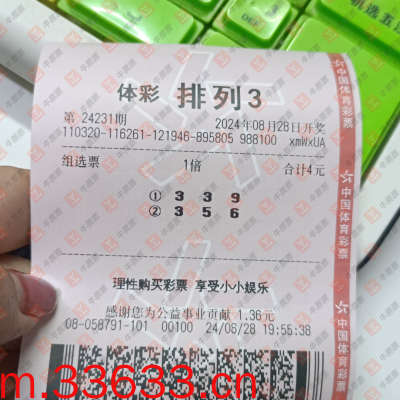 体彩 排列3
第 24231期 2024年08月28日开奖
110320-116261-121946-895805 988100 xmWxUA
组选票 1倍 合计4元
① 3 3 9
② 3 5 6
理性购买彩票 享受小小娱乐
感谢您为公益事业贡献 1.36元
08-058791-101 00100 24/08/28 19:55:38
中国体育彩票
中国体育彩票
机选五注
m.33633.cn